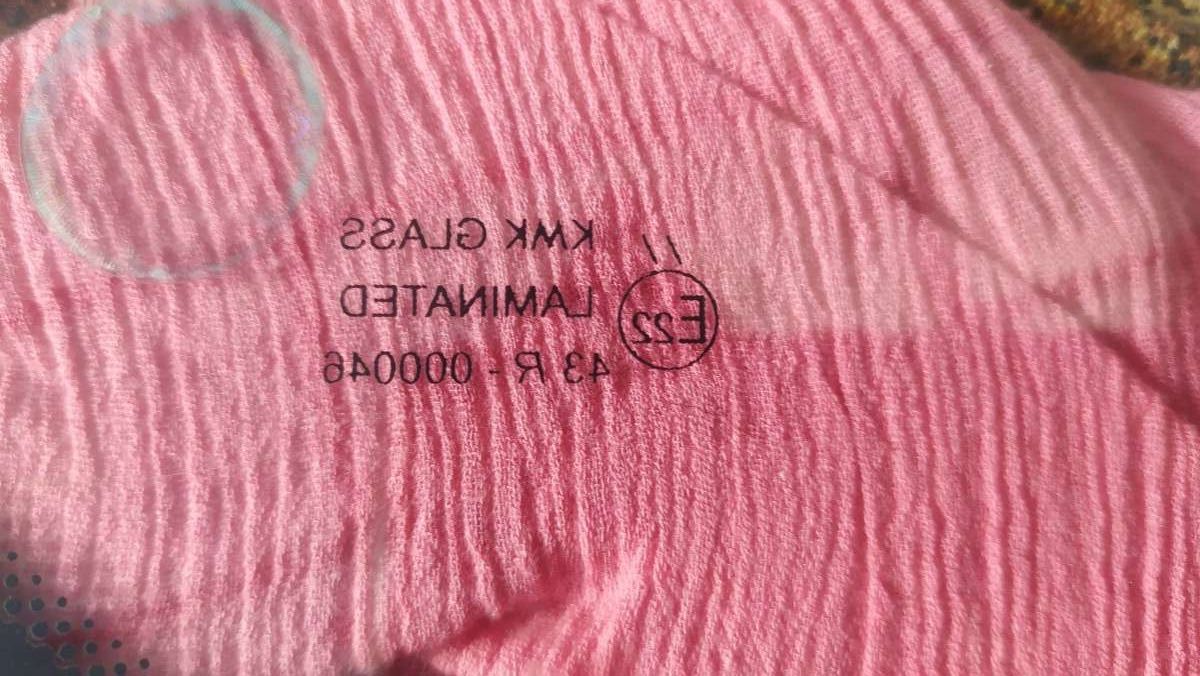 //
KMK GLASS
LAMINATED
E22
43 R - 000046